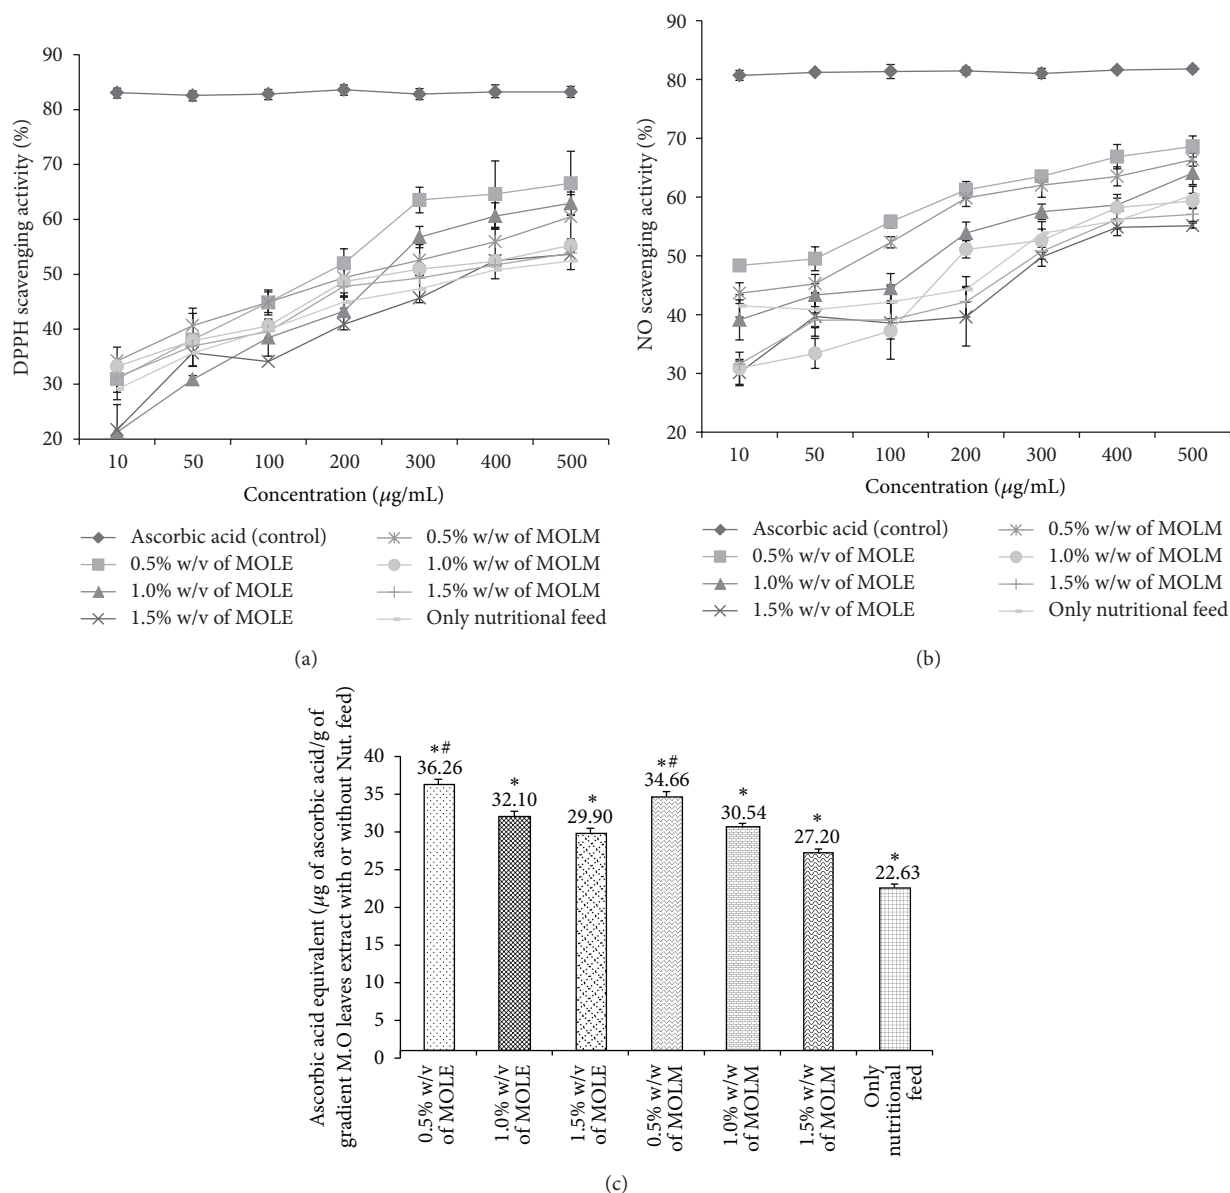 DPPH scavenging activity (%)
90
80
70
60
50
40
30
20
10 50 100 200 300 400 500
Concentration (μg/mL)
Ascorbic acid (control)
0.5% w/v of MOLE
1.0% w/v of MOLE
1.5% w/v of MOLE
0.5% w/w of MOLM
1.0% w/w of MOLM
1.5% w/w of MOLM
Only nutritional feed
(a)
NO scavenging activity (%)
90
80
70
60
50
40
30
20
10 50 100 200 300 400 500
Concentration (μg/mL)
Ascorbic acid (control)
0.5% w/v of MOLE
1.0% w/v of MOLE
1.5% w/v of MOLE
0.5% w/w of MOLM
1.0% w/w of MOLM
1.5% w/w of MOLM
Only nutritional feed
(b)
Ascorbic acid equivalent (μg of ascorbic acid/g of
gradient M.O leaves extract with or without Nut. feed)
40
35
30
25
20
15
10
5
0
*#
36.26
*
32.10
*
29.90
*#
34.66
*
30.54
*
27.20
*
22.63
0.5% w/v
of MOLE
1.0% w/v
of MOLE
1.5% w/v
of MOLE
0.5% w/w
of MOLM
1.0% w/w
of MOLM
1.5% w/w
of MOLM
Only
nutritional
feed
(c)